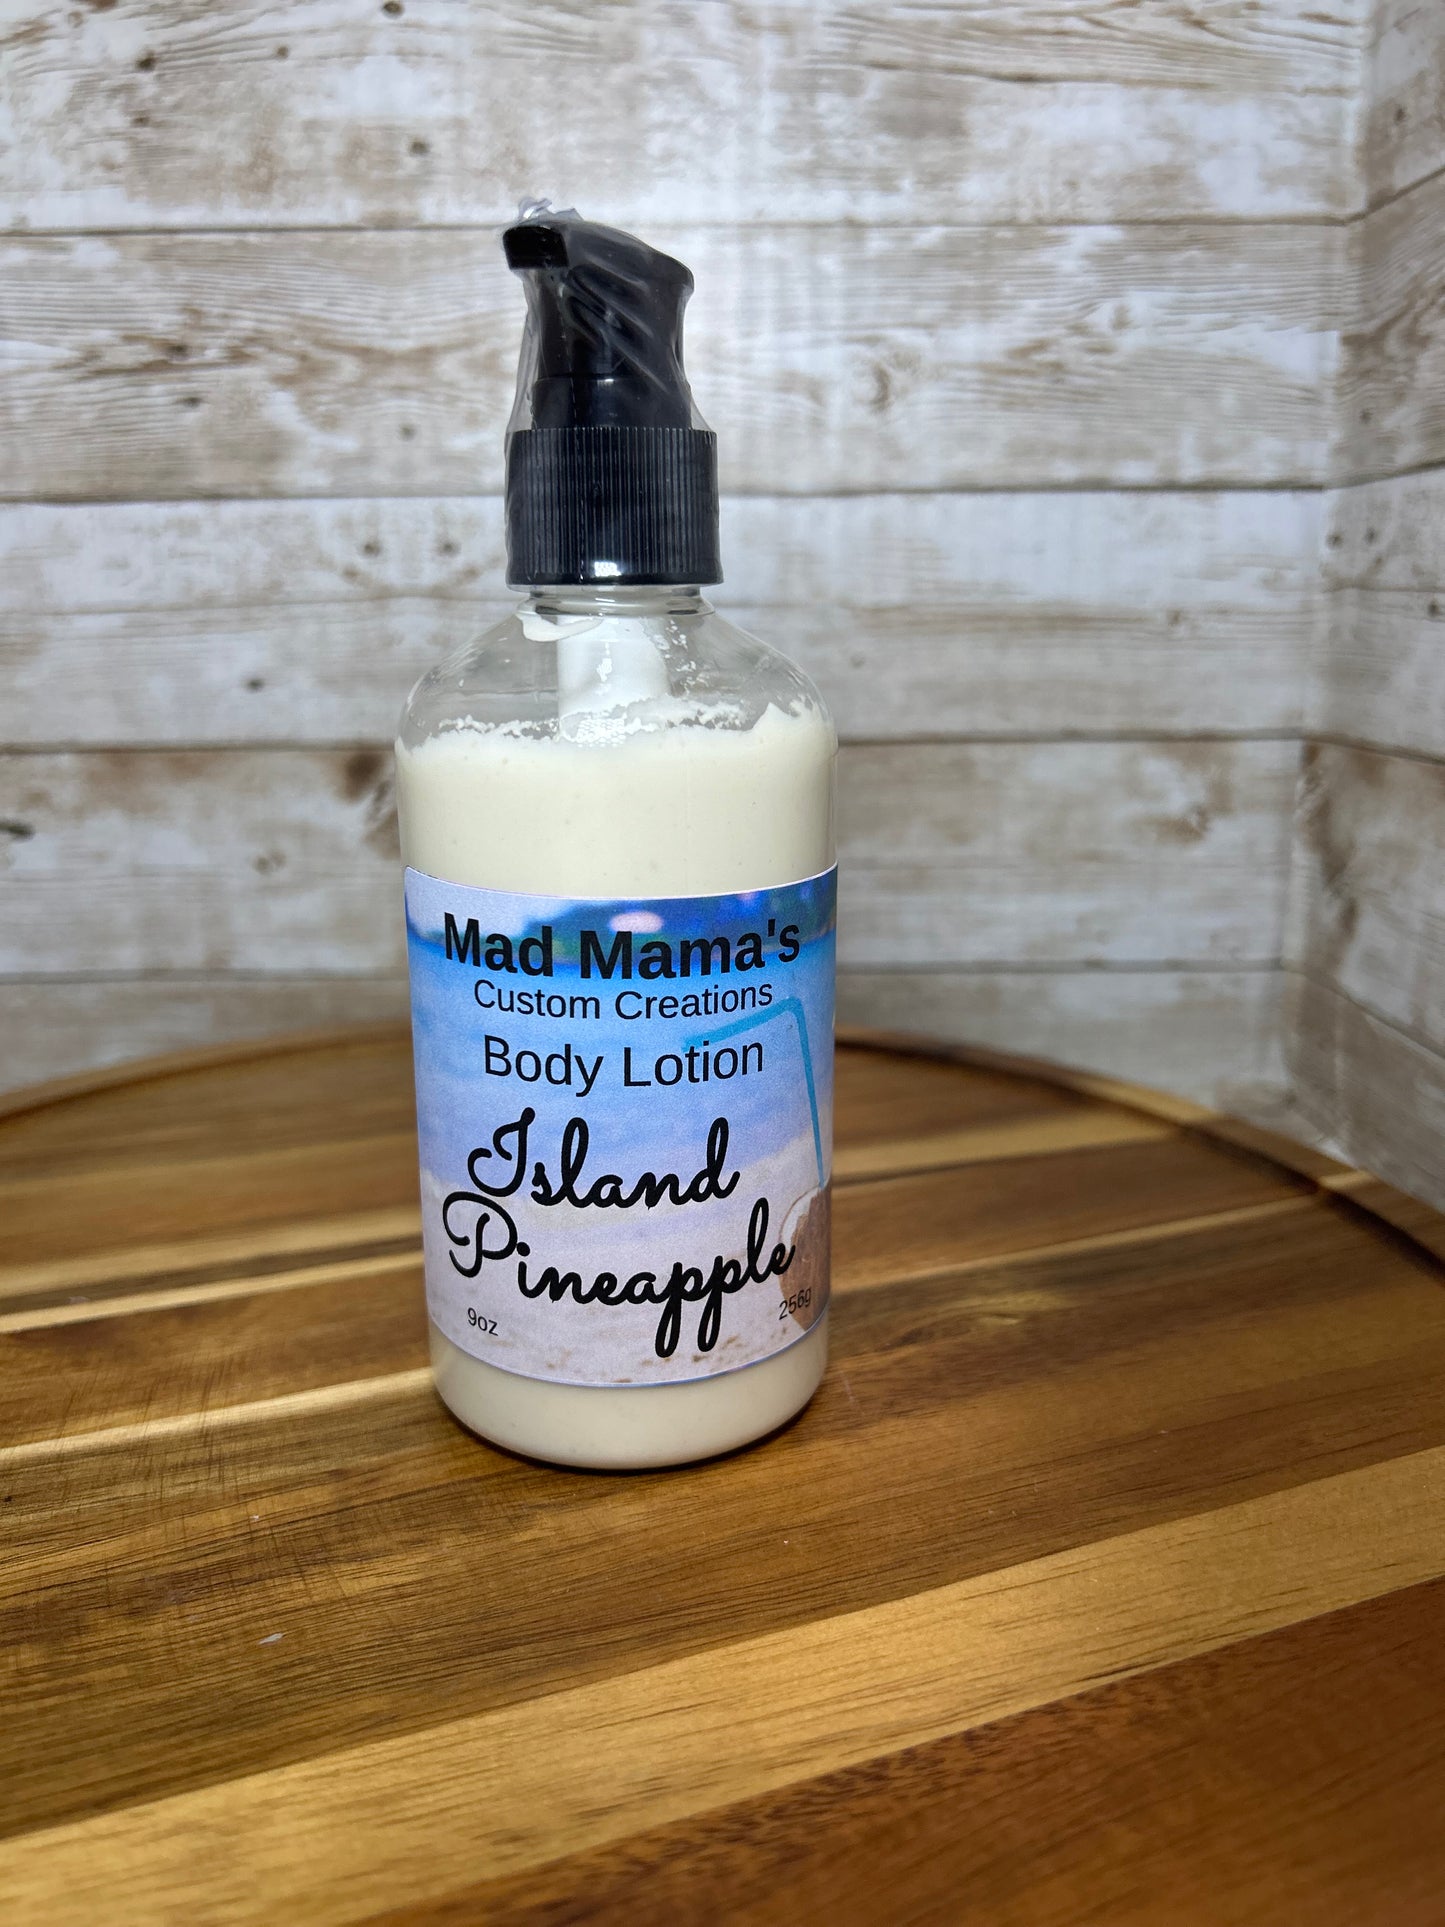 Mad Mama's
Custom Creations
Body Lotion
Island
Pineapple
9oz 256g